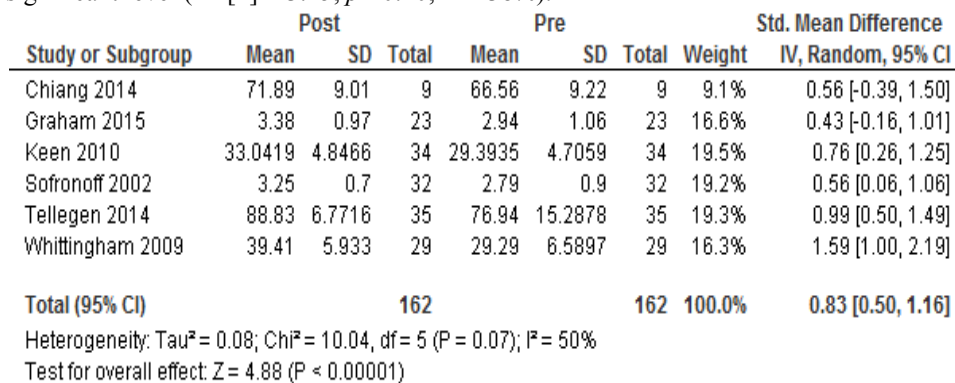 Post Pre Std. Mean Difference
Study or Subgroup Mean SD Total Mean SD Total Weight IV, Random, 95% CI
Chiang 2014 71.89 9.01 9 66.56 9.22 9 9.1% 0.56 [-0.39, 1.50]
Graham 2015 3.38 0.97 23 2.94 1.06 23 16.6% 0.43 [-0.16, 1.01]
Keen 2010 33.0419 4.8466 34 29.3935 4.7059 34 19.5% 0.76 [0.26, 1.25]
Sofronoff 2002 3.25 0.7 32 2.79 0.9 32 19.2% 0.56 [0.06, 1.06]
Tellegen 2014 88.83 6.7716 35 76.94 15.2878 35 19.3% 0.99 [0.50, 1.49]
Whittingham 2009 39.41 5.933 29 29.29 6.5897 29 16.3% 1.59 [1.00, 2.19]
Total (95% CI) 162 162 100.0% 0.83 [0.50, 1.16]
Heterogeneity: Tau² = 0.08; Chi² = 10.04, df = 5 (P = 0.07); I² = 50%
Test for overall effect: Z = 4.88 (P < 0.00001)